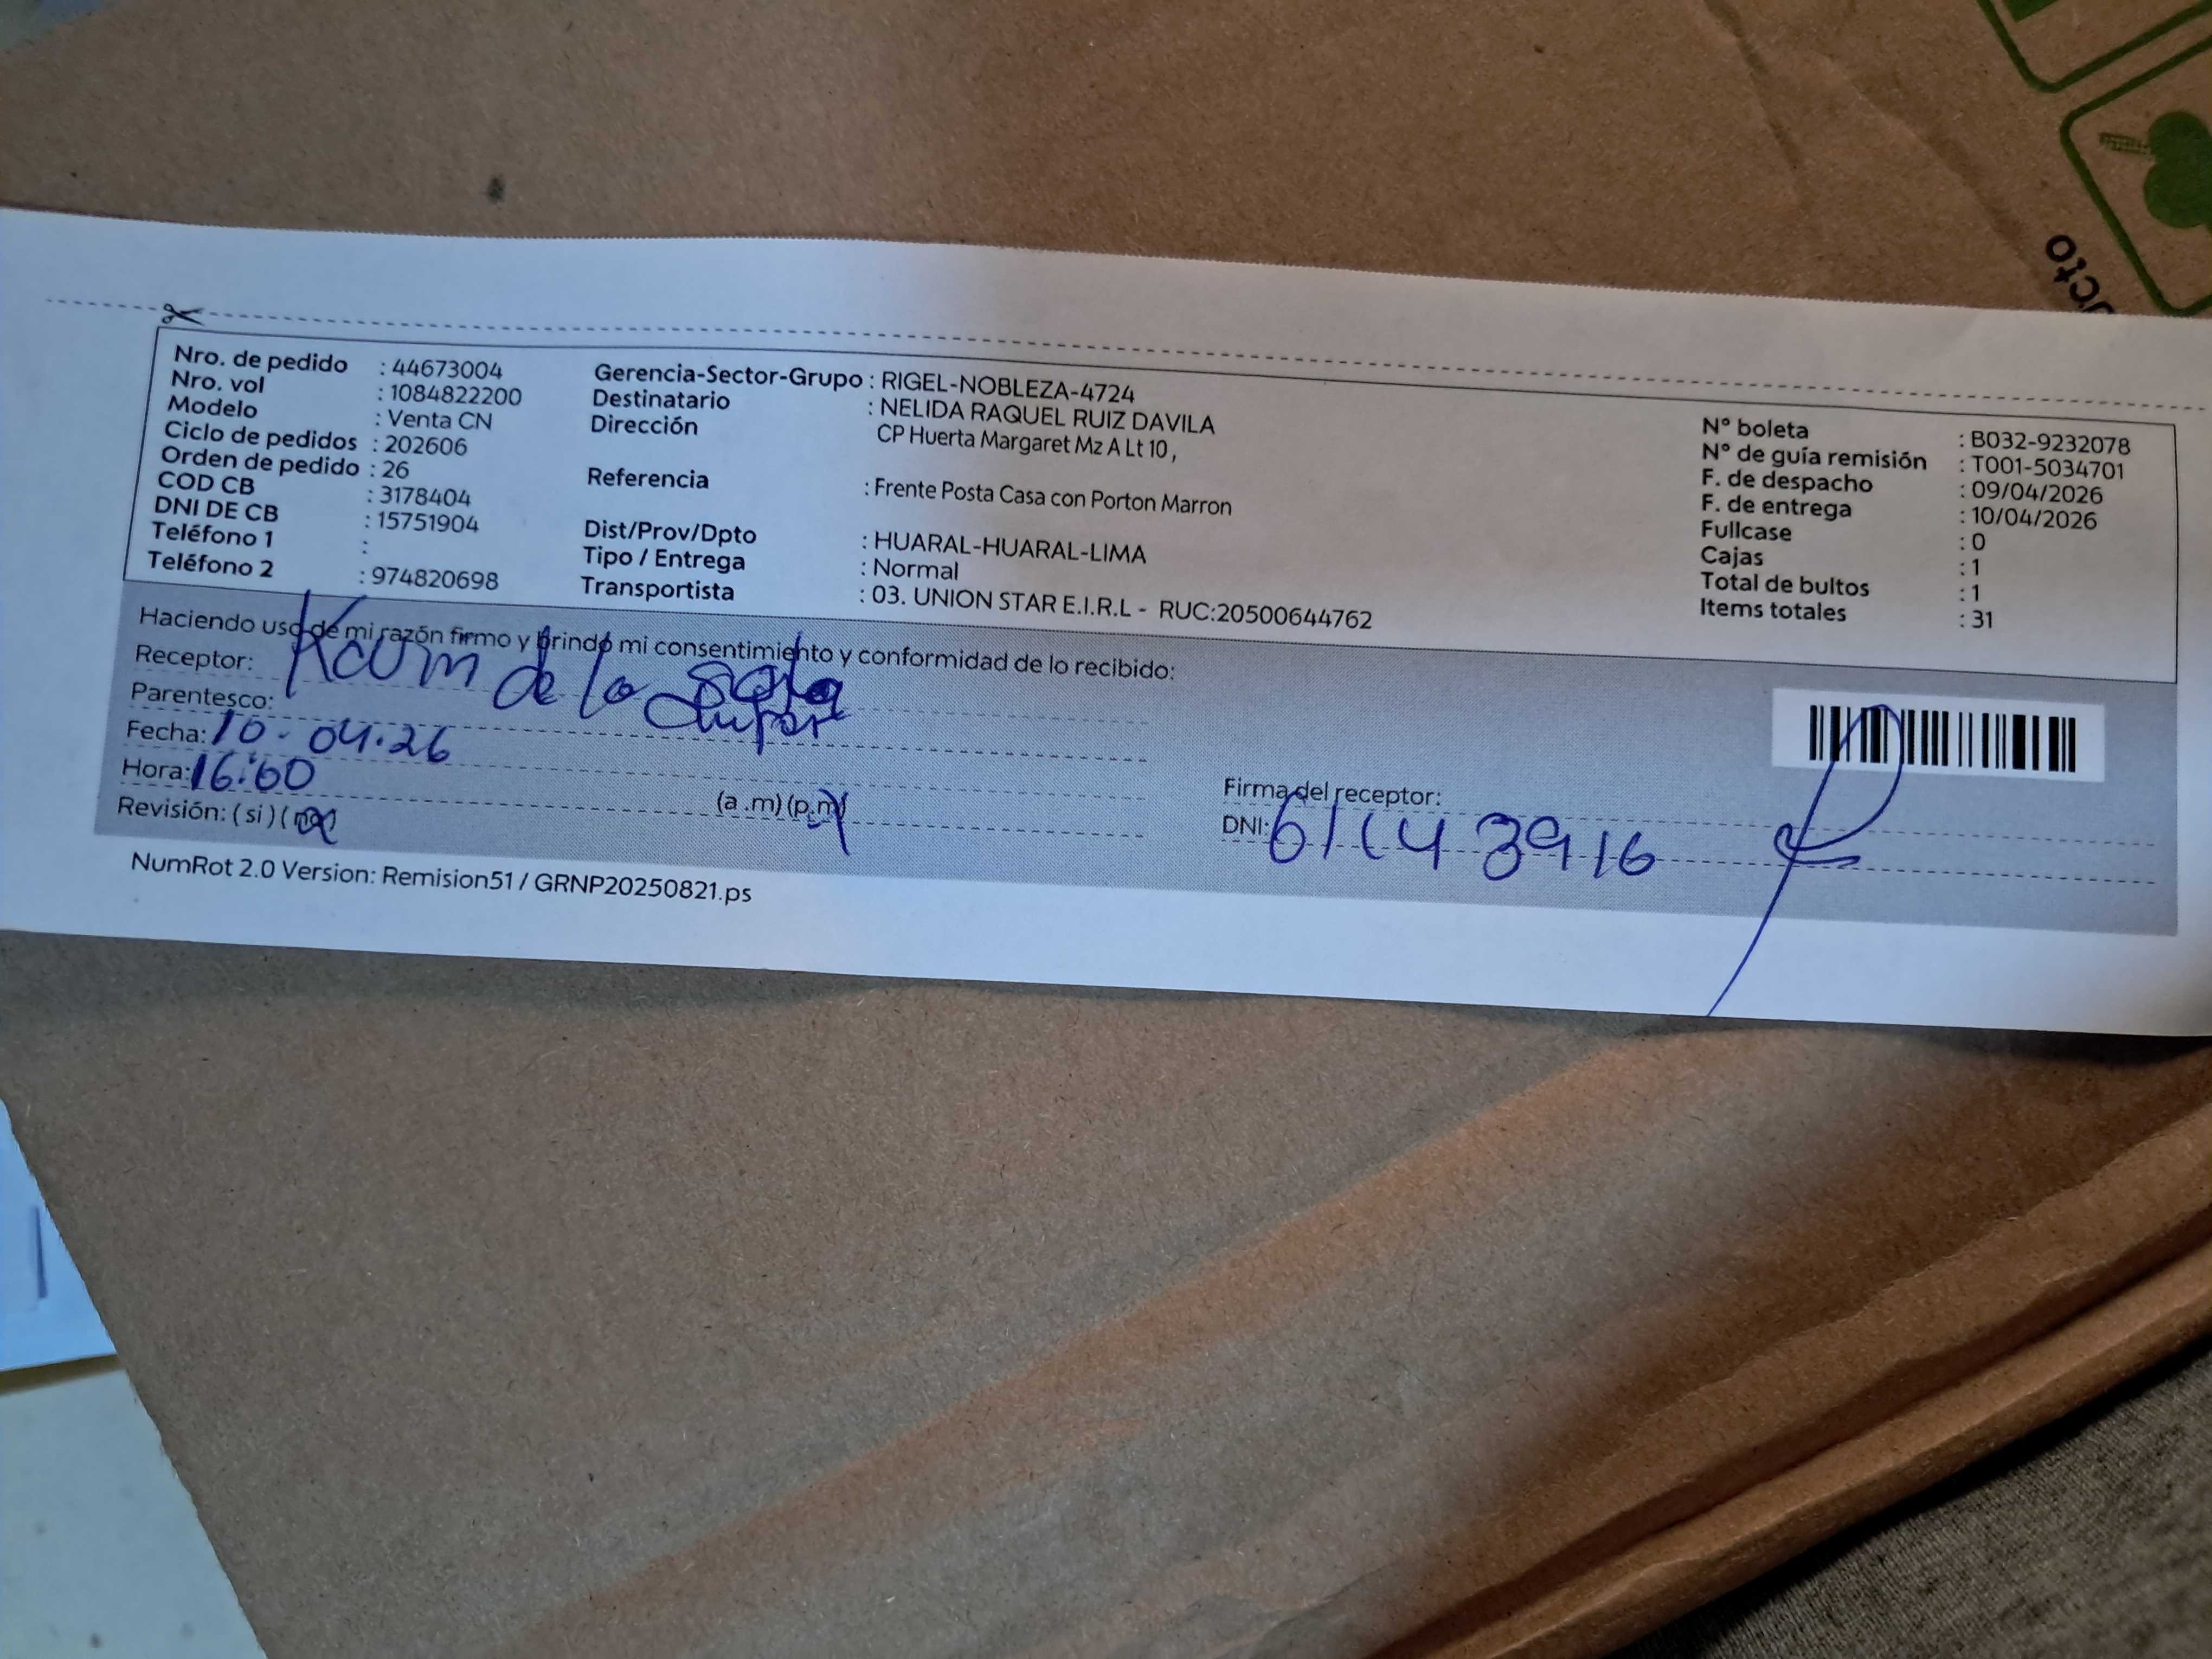 ucto
Nro. de pedido : 44673004
Nro. vol : 1084822200
Modelo : Venta CN
Ciclo de pedidos : 202606
Orden de pedido : 26
COD CB : 3178404
DNI DE CB : 15751904
Teléfono 1 :
Teléfono 2 : 974820698
Gerencia-Sector-Grupo : RIGEL-NOBLEZA-4724
Destinatario : NELIDA RAQUEL RUIZ DAVILA
Dirección CP Huerta Margaret Mz A Lt 10 ,
Referencia : Frente Posta Casa con Porton Marron
Dist/Prov/Dpto : HUARAL-HUARAL-LIMA
Tipo / Entrega : Normal
Transportista : 03. UNION STAR E.I.R.L - RUC:20500644762
N° boleta : B032-9232078
N° de guía remisión : T001-5034701
F. de despacho : 09/04/2026
F. de entrega : 10/04/2026
Fullcase : 0
Cajas : 1
Total de bultos : 1
Items totales : 31
Haciendo uso de mi razón firmo y brindo mi consentimiento y conformidad de lo recibido:
Receptor: de la
Parentesco:
Fecha: 10-04.26
Hora: 16:60 (a .m) (p.m)
Revisión: ( si ) (no)
Firma del receptor:
DNI: 61143916
NumRot 2.0 Version: Remision51 / GRNP20250821.ps